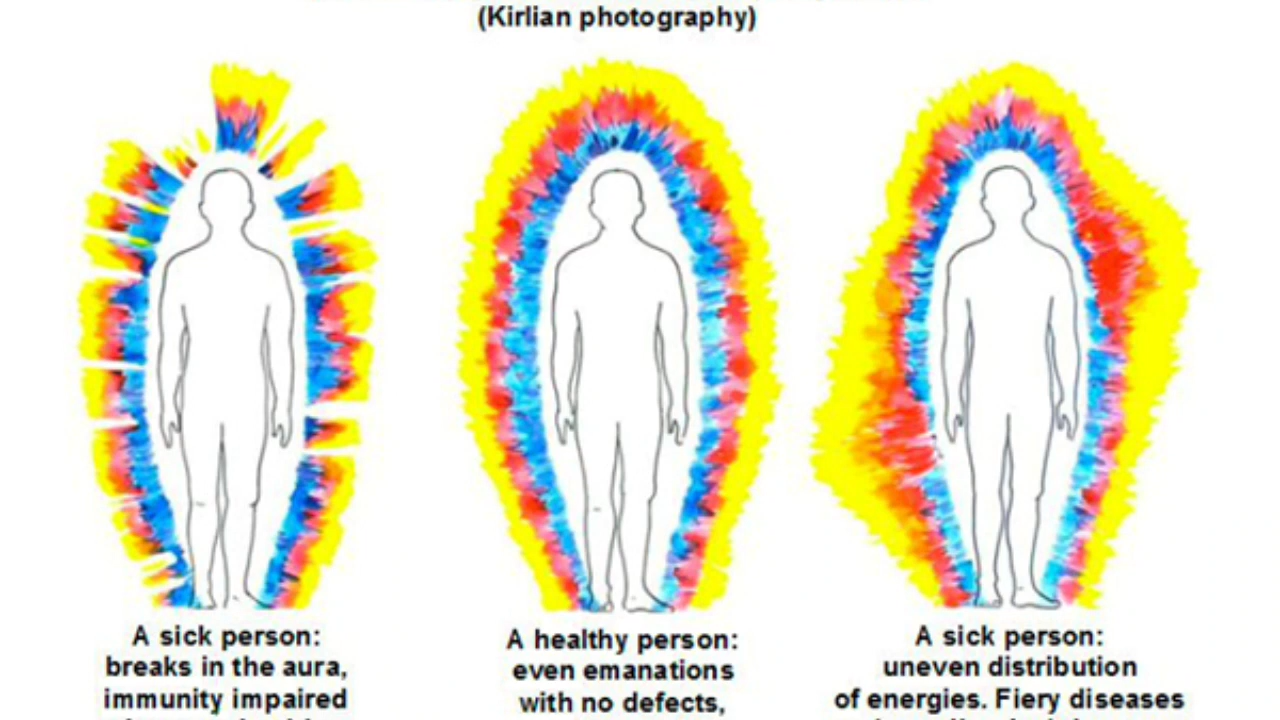 (Kirlian photography)
A sick person:
breaks in the aura,
immunity impaired
A healthy person:
even emanations
with no defects,
A sick person:
uneven distribution
of energies. Fiery diseases